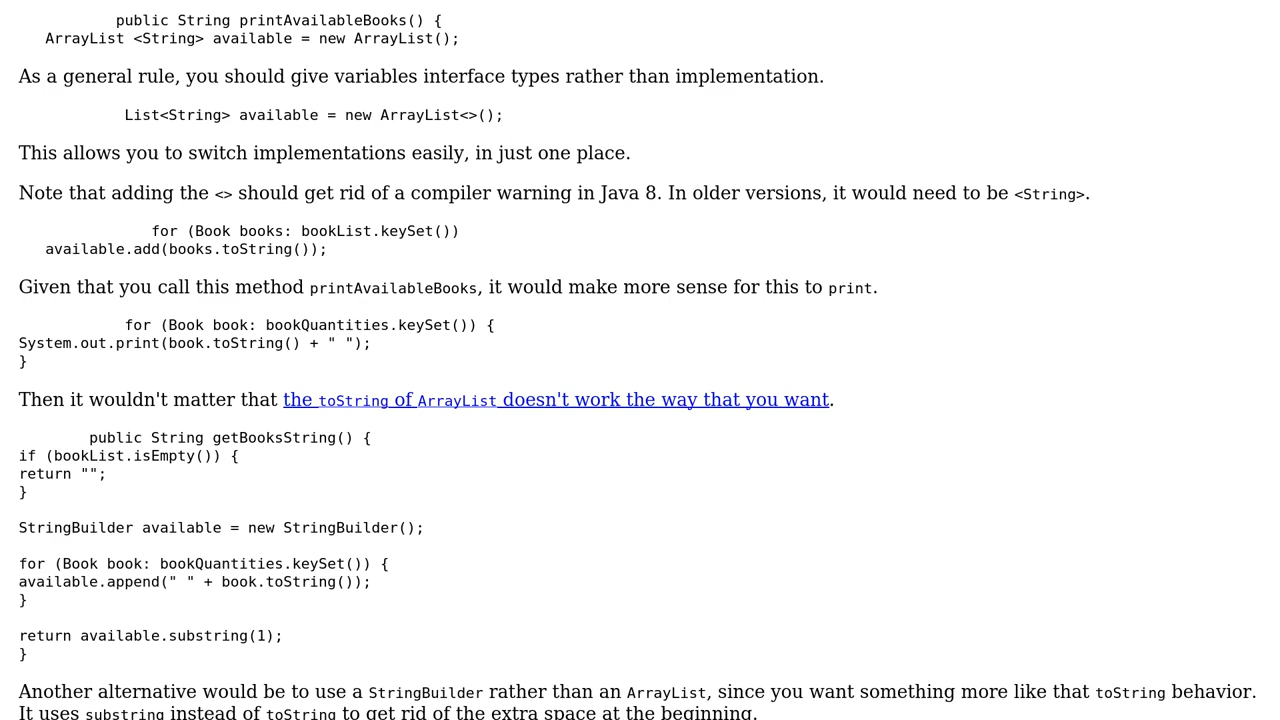 public String printAvailableBooks() {
ArrayList <String> available = new ArrayList();
As a general rule, you should give variables interface types rather than implementation.
List<String> available = new ArrayList<>();
This allows you to switch implementations easily, in just one place.
Note that adding the <> should get rid of a compiler warning in Java 8. In older versions, it would need to be <String>.
for (Book books: bookList.keySet())
available.add(books.toString());
Given that you call this method printAvailableBooks, it would make more sense for this to print.
for (Book book: bookQuantities.keySet()) {
System.out.print(book.toString() + " ");
}
Then it wouldn't matter that the toString of ArrayList doesn't work the way that you want.
public String getBooksString() {
if (bookList.isEmpty()) {
return "";
}
StringBuilder available = new StringBuilder();
for (Book book: bookQuantities.keySet()) {
available.append(" " + book.toString());
}
return available.substring(1);
}
Another alternative would be to use a StringBuilder rather than an ArrayList, since you want something more like that toString behavior.
It uses substring instead of toString to get rid of the extra space at the beginning.